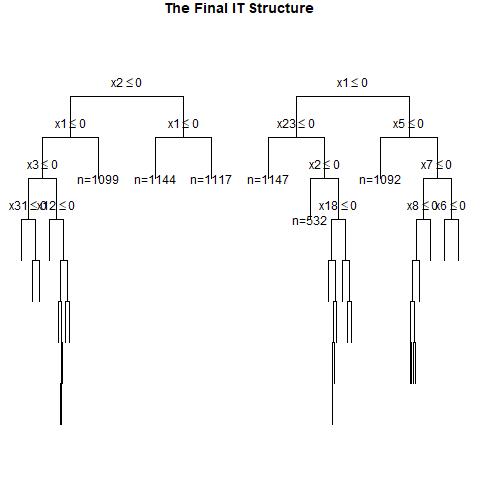 The Final IT Structure
x2 ≤ 0
x1 ≤ 0
x1 ≤ 0
x1 ≤ 0
x23 ≤ 0
x5 ≤ 0
x3 ≤ 0
n=1099
n=1144
n=1117
n=1147
x2 ≤ 0
n=1092
x7 ≤ 0
x31 ≤ 0
x12 ≤ 0
n=532
x18 ≤ 0
x8 ≤ 0
x6 ≤ 0